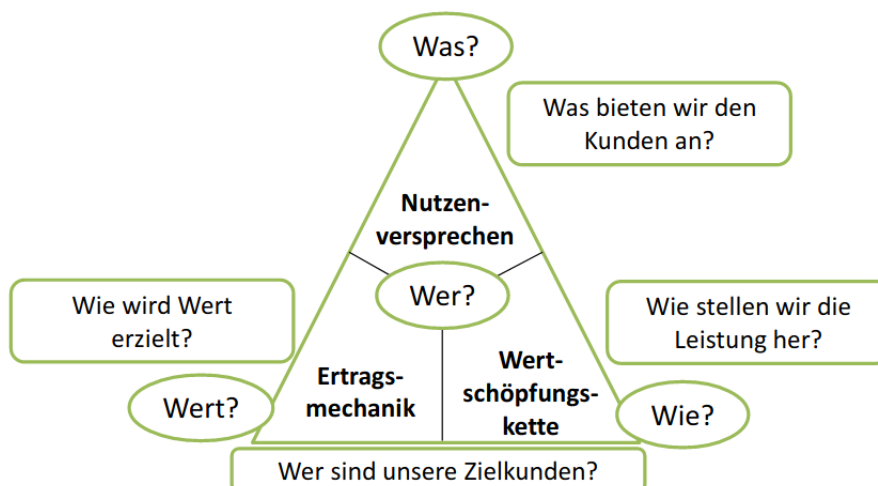 Was?
Was bieten wir den
Kunden an?
Nutzen-
versprechen
Wer?
Wie wird Wert
erzielt?
Wie stellen wir die
Leistung her?
Ertrags-
mechanik
Wert-
schöpfungs-
kette
Wert?
Wie?
Wer sind unsere Zielkunden?